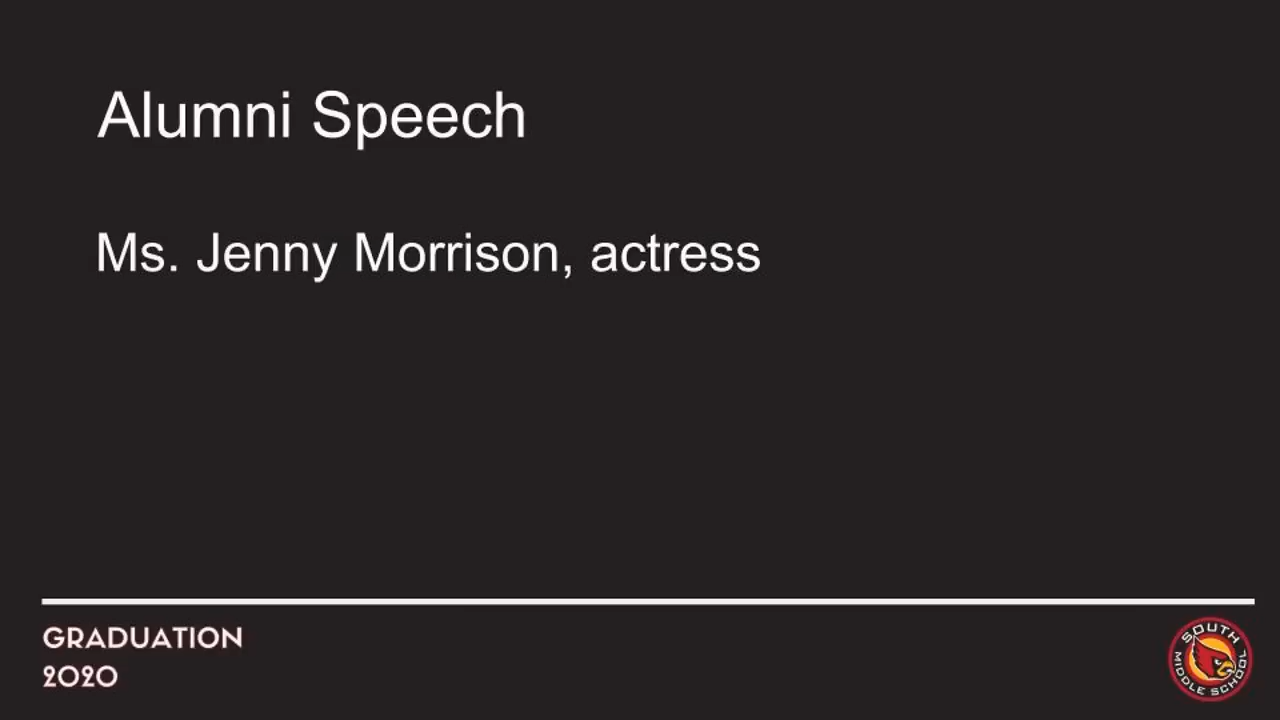 Alumni Speech
Ms. Jenny Morrison, actress
GRADUATION
2020
SOUTH
MIDDLE SCHOOL